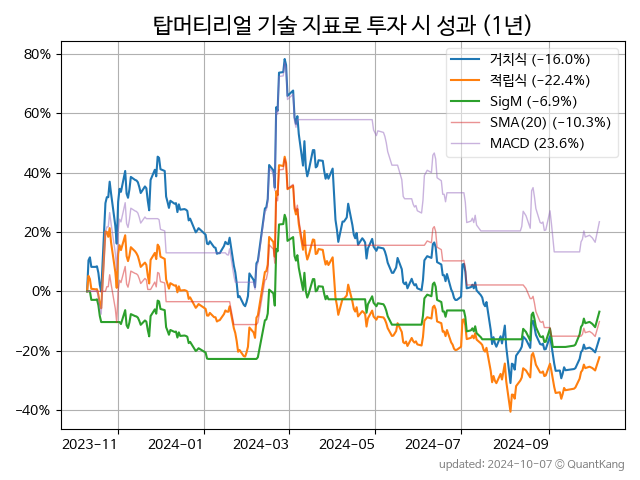 탑머티리얼 기술 지표로 투자 시 성과 (1년)
거치식 (−16.0%)
적립식 (−22.4%)
SigM (−6.9%)
SMA(20) (−10.3%)
MACD (23.6%)
80%
60%
40%
20%
0%
−20%
−40%
2023-11 2024-01 2024-03 2024-05 2024-07 2024-09
updated: 2024-10-07 © QuantKang